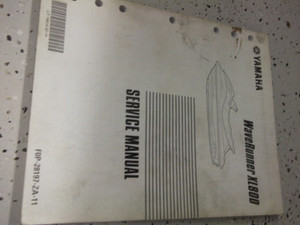 YAMAHA
WaveRunner XL800
SERVICE MANUAL
F0P-28197-ZA-11